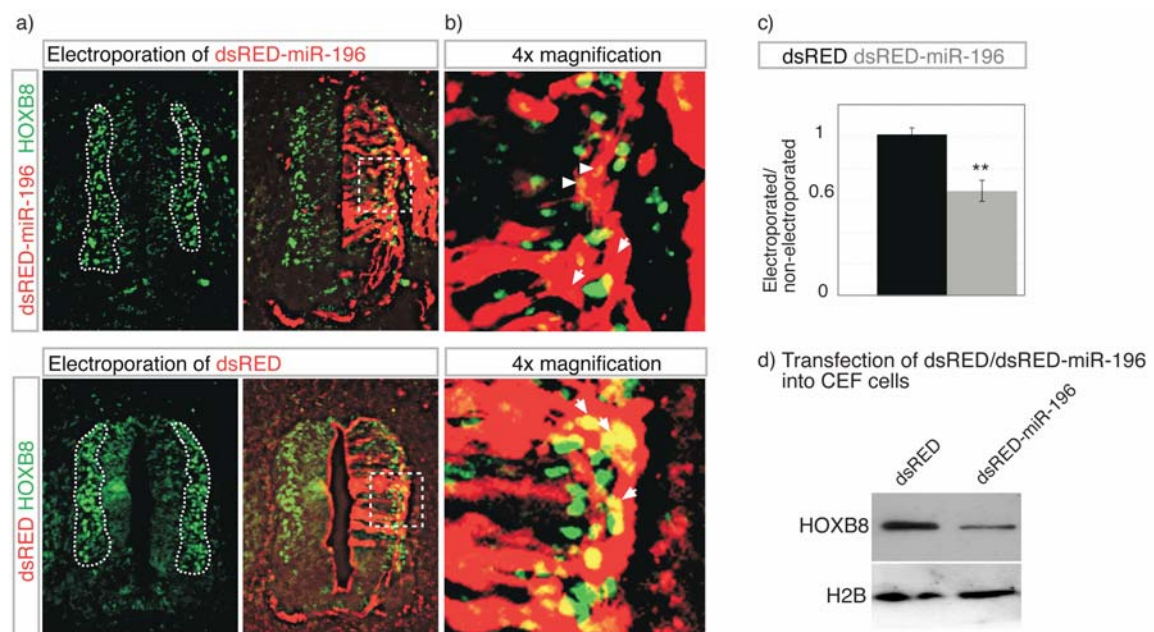 a)
Electroporation of dsRED-miR-196
dsRED-miR-196 HOXB8
b)
4x magnification
Electroporation of dsRED
dsRED HOXB8
4x magnification
c)
dsRED dsRED-miR-196
Electroporated/
non-electroporated
1
0.6
0
**
d) Transfection of dsRED/dsRED-miR-196
into CEF cells
dsRED
dsRED-miR-196
HOXB8
H2B